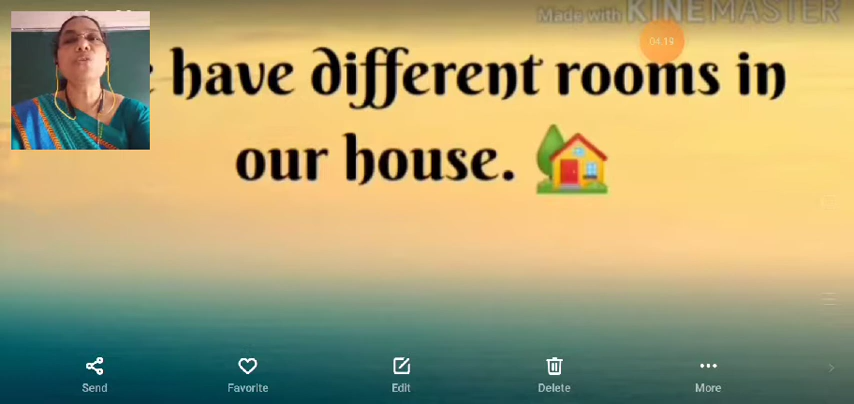 Made with KINEMASTER
04:19
have different rooms in
our house.
Send
Favorite
Edit
Delete
More